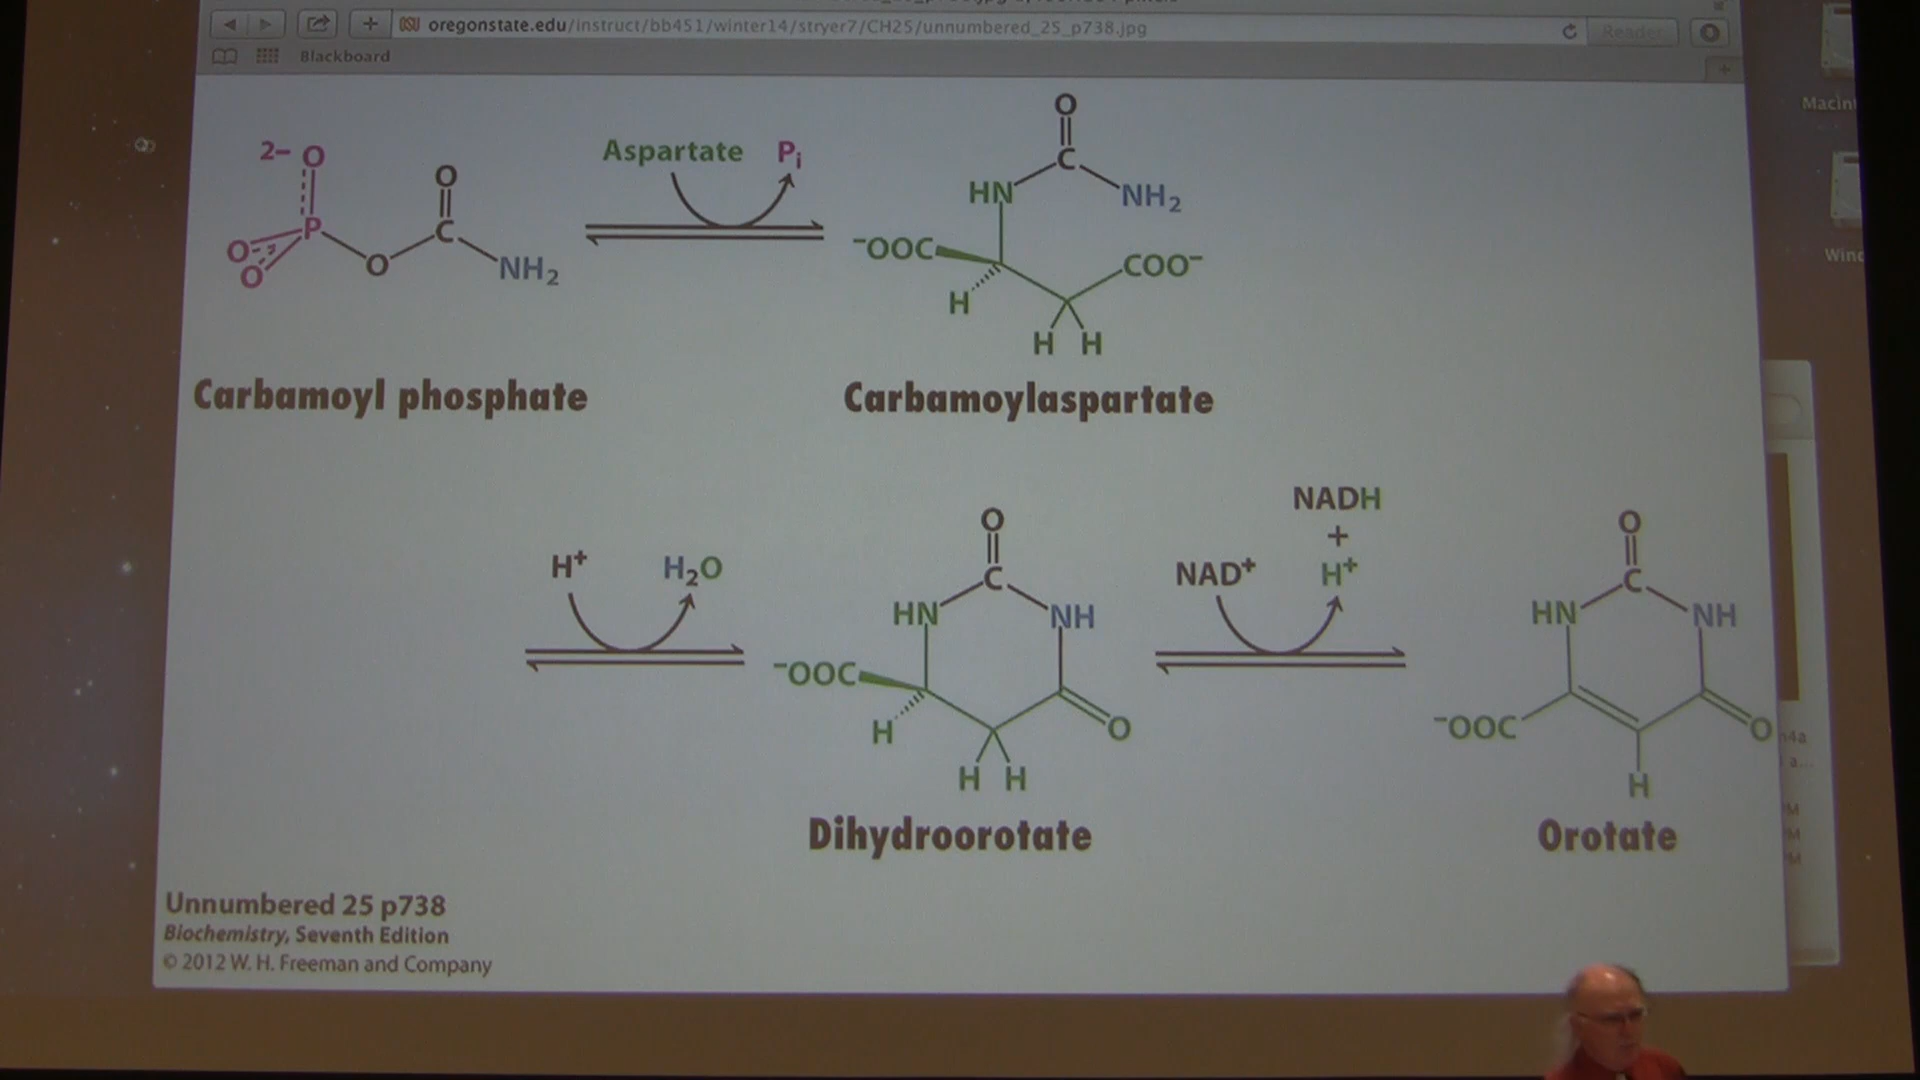 oregonstate.edu/instruct/bb451/winter14/stryer7/CH25/unnumbered_25_p738.jpg
Reader
Blackboard
2− O
O
O
P
O
O
C
NH2
Aspartate Pi
O
C
HN
NH2
−OOC
COO−
H
H H
Carbamoyl phosphate
Carbamoylaspartate
H+ H2O
O
C
HN NH
−OOC
H
O
H H
Dihydroorotate
NAD+
NADH
+
H+
O
C
HN NH
−OOC
O
H
Orotate
Unnumbered 25 p738
Biochemistry, Seventh Edition
© 2012 W. H. Freeman and Company